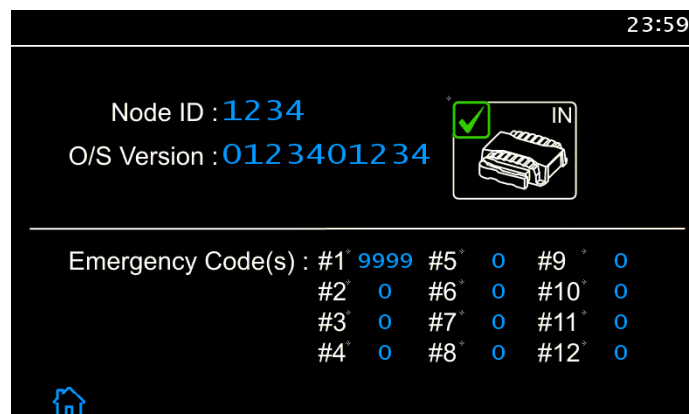 23:59
Node ID : 1234
IN
O/S Version : 0123401234
Emergency Code(s) : #1 9999 #5 0 #9 0
#2 0 #6 0 #10 0
#3 0 #7 0 #11 0
#4 0 #8 0 #12 0